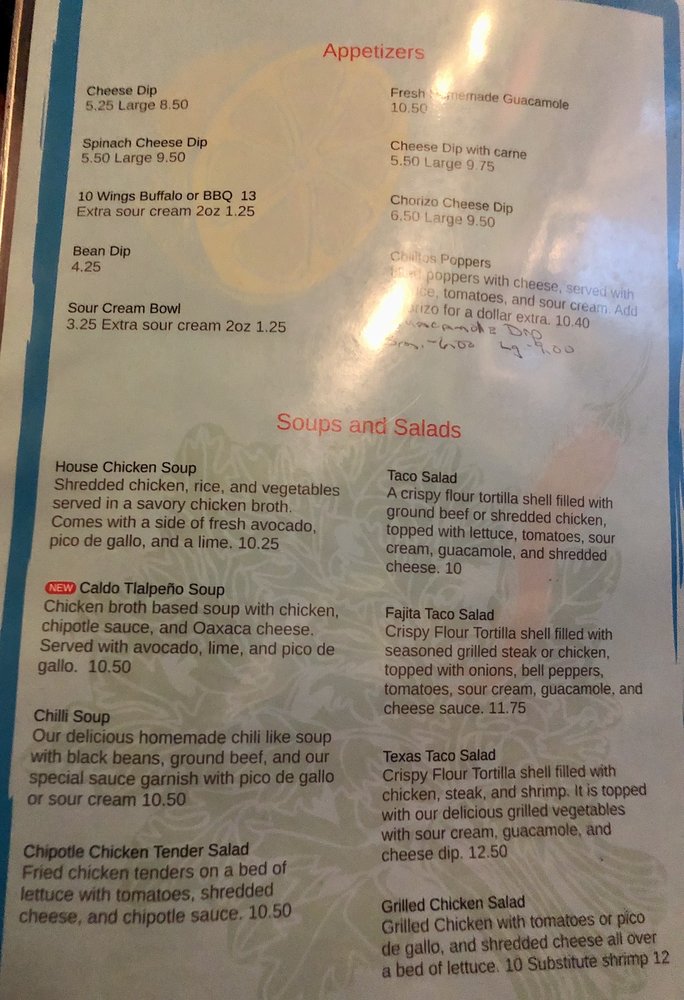 Appetizers
Cheese Dip
5.25 Large 8.50
Spinach Cheese Dip
5.50 Large 9.50
10 Wings Buffalo or BBQ 13
Extra sour cream 2oz 1.25
Bean Dip
4.25
Sour Cream Bowl
3.25 Extra sour cream 2oz 1.25
Fresh Homemade Guacamole
10.50
Cheese Dip with carne
5.50 Large 9.75
Chorizo Cheese Dip
6.50 Large 9.50
Poppers
poppers with cheese, served with
tomatoes, and sour cream. Add
for a dollar extra. 10.40
Dip
6.00 Lg-9.00
Soups and Salads
House Chicken Soup
Shredded chicken, rice, and vegetables
served in a savory chicken broth.
Comes with a side of fresh avocado,
pico de gallo, and a lime. 10.25
NEW Caldo Tlalpeño Soup
Chicken broth based soup with chicken,
chipotle sauce, and Oaxaca cheese.
Served with avocado, lime, and pico de
gallo. 10.50
Chilli Soup
Our delicious homemade chili like soup
with black beans, ground beef, and our
special sauce garnish with pico de gallo
or sour cream 10.50
Chipotle Chicken Tender Salad
Fried chicken tenders on a bed of
lettuce with tomatoes, shredded
cheese, and chipotle sauce. 10.50
Taco Salad
A crispy flour tortilla shell filled with
ground beef or shredded chicken,
topped with lettuce, tomatoes, sour
cream, guacamole, and shredded
cheese. 10
Fajita Taco Salad
Crispy Flour Tortilla shell filled with
seasoned grilled steak or chicken,
topped with onions, bell peppers,
tomatoes, sour cream, guacamole, and
cheese sauce. 11.75
Texas Taco Salad
Crispy Flour Tortilla shell filled with
chicken, steak, and shrimp. It is topped
with our delicious grilled vegetables
with sour cream, guacamole, and
cheese dip. 12.50
Grilled Chicken Salad
Grilled Chicken with tomatoes or pico
de gallo, and shredded cheese all over
a bed of lettuce. 10 Substitute shrimp 12